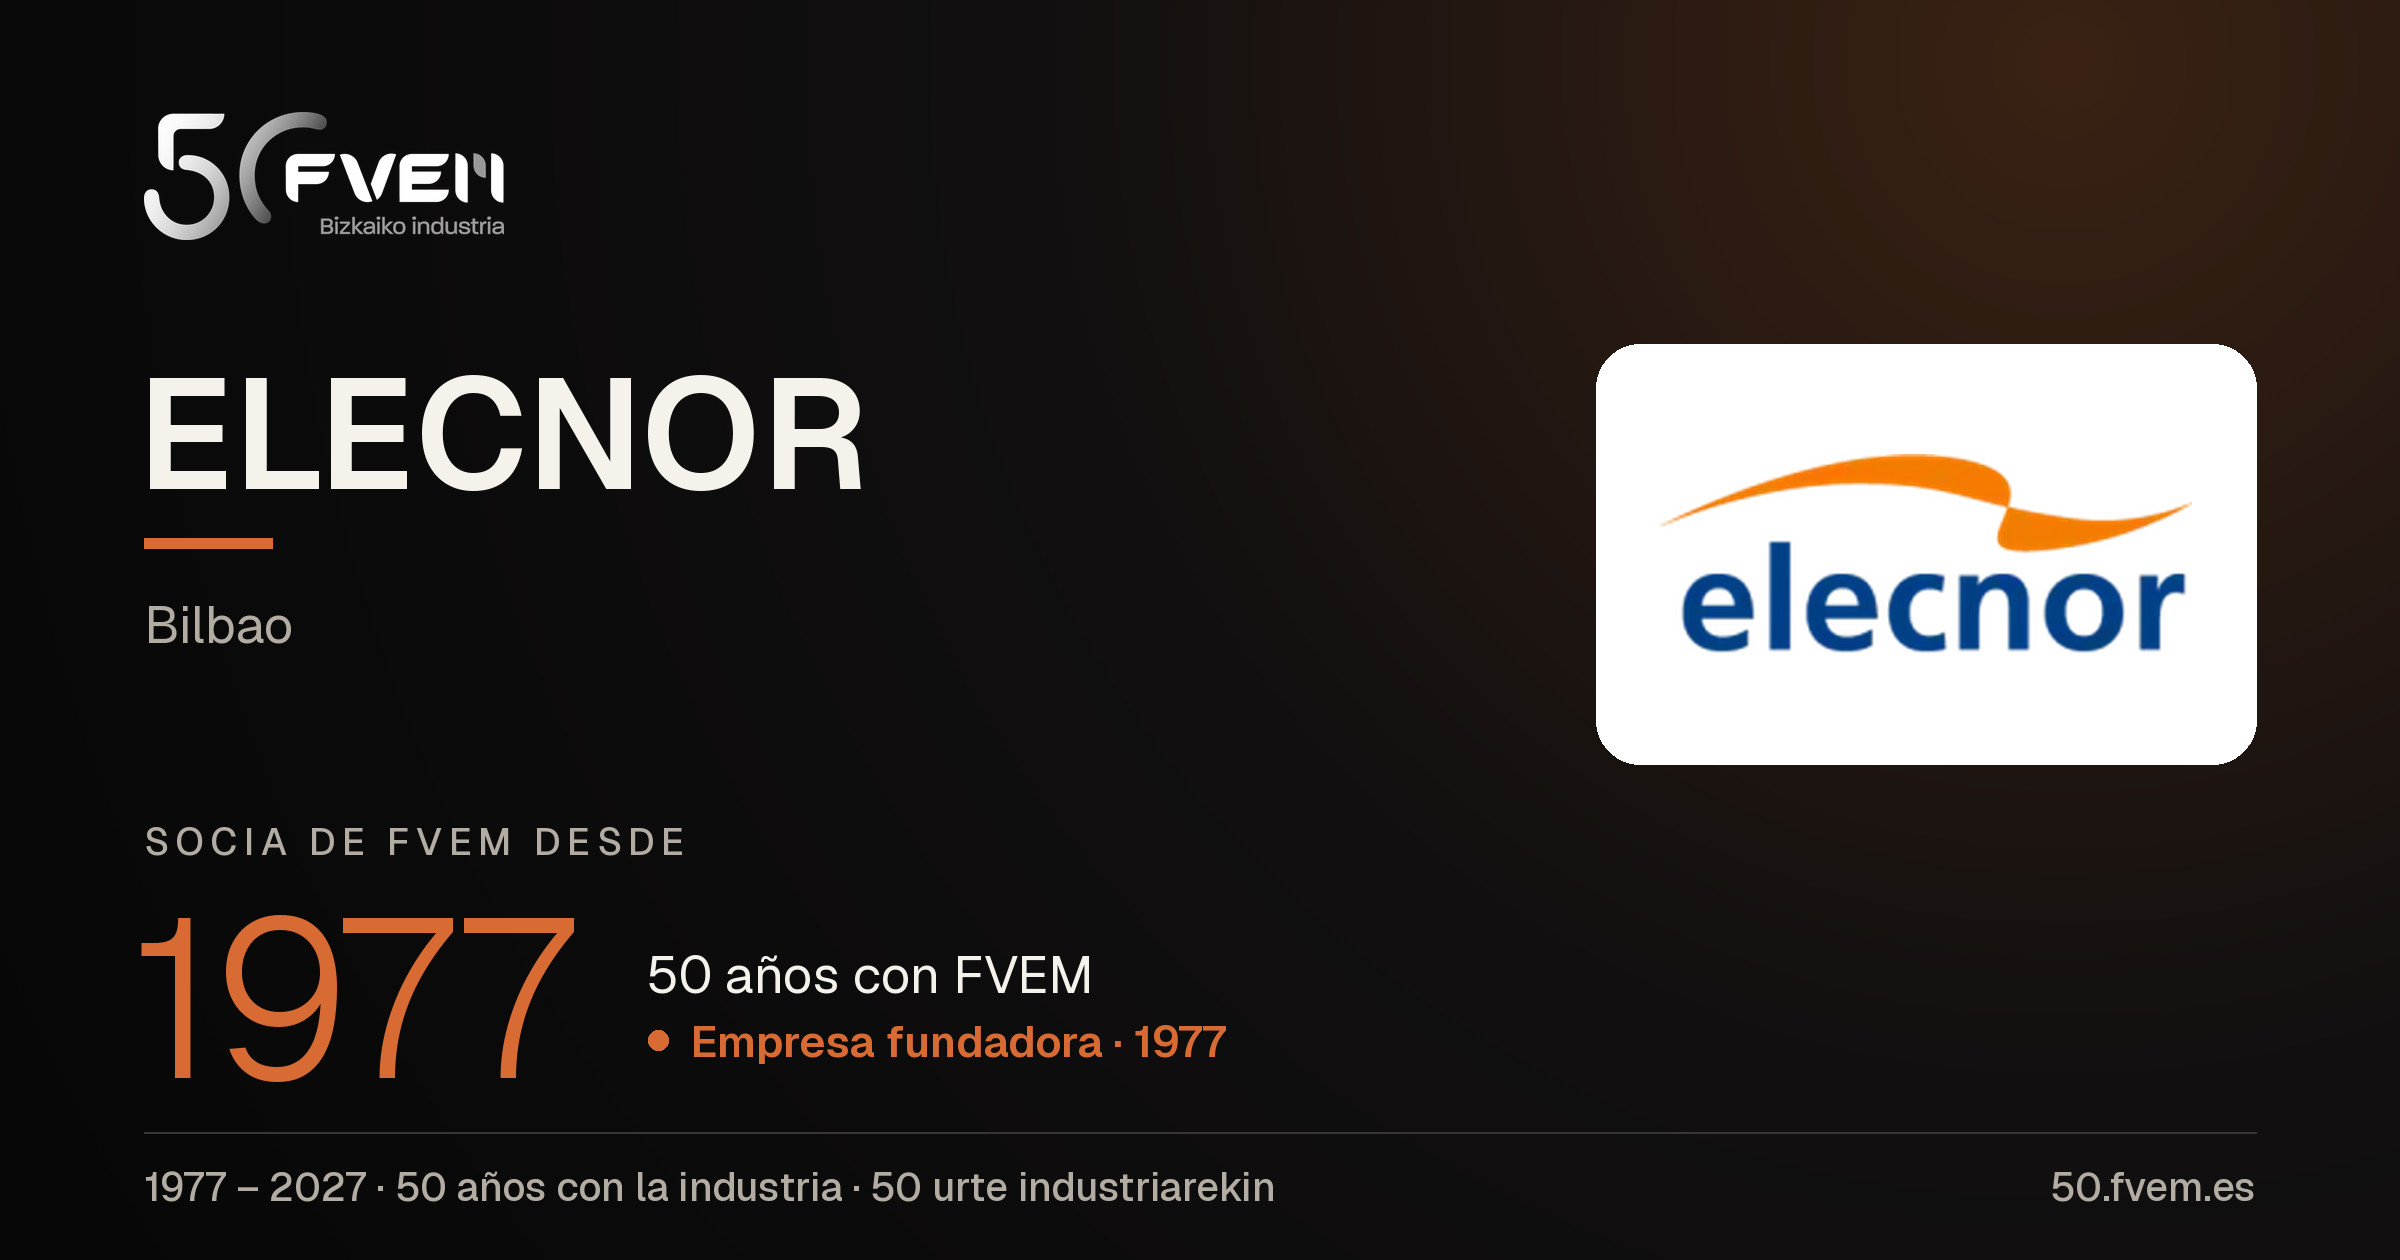 50 FVEM
Bizkaiko industria
ELECNOR
Bilbao
elecnor
SOCIA DE FVEM DESDE
1977
50 años con FVEM
Empresa fundadora · 1977
1977 – 2027 · 50 años con la industria · 50 urte industriarekin
50.fvem.es